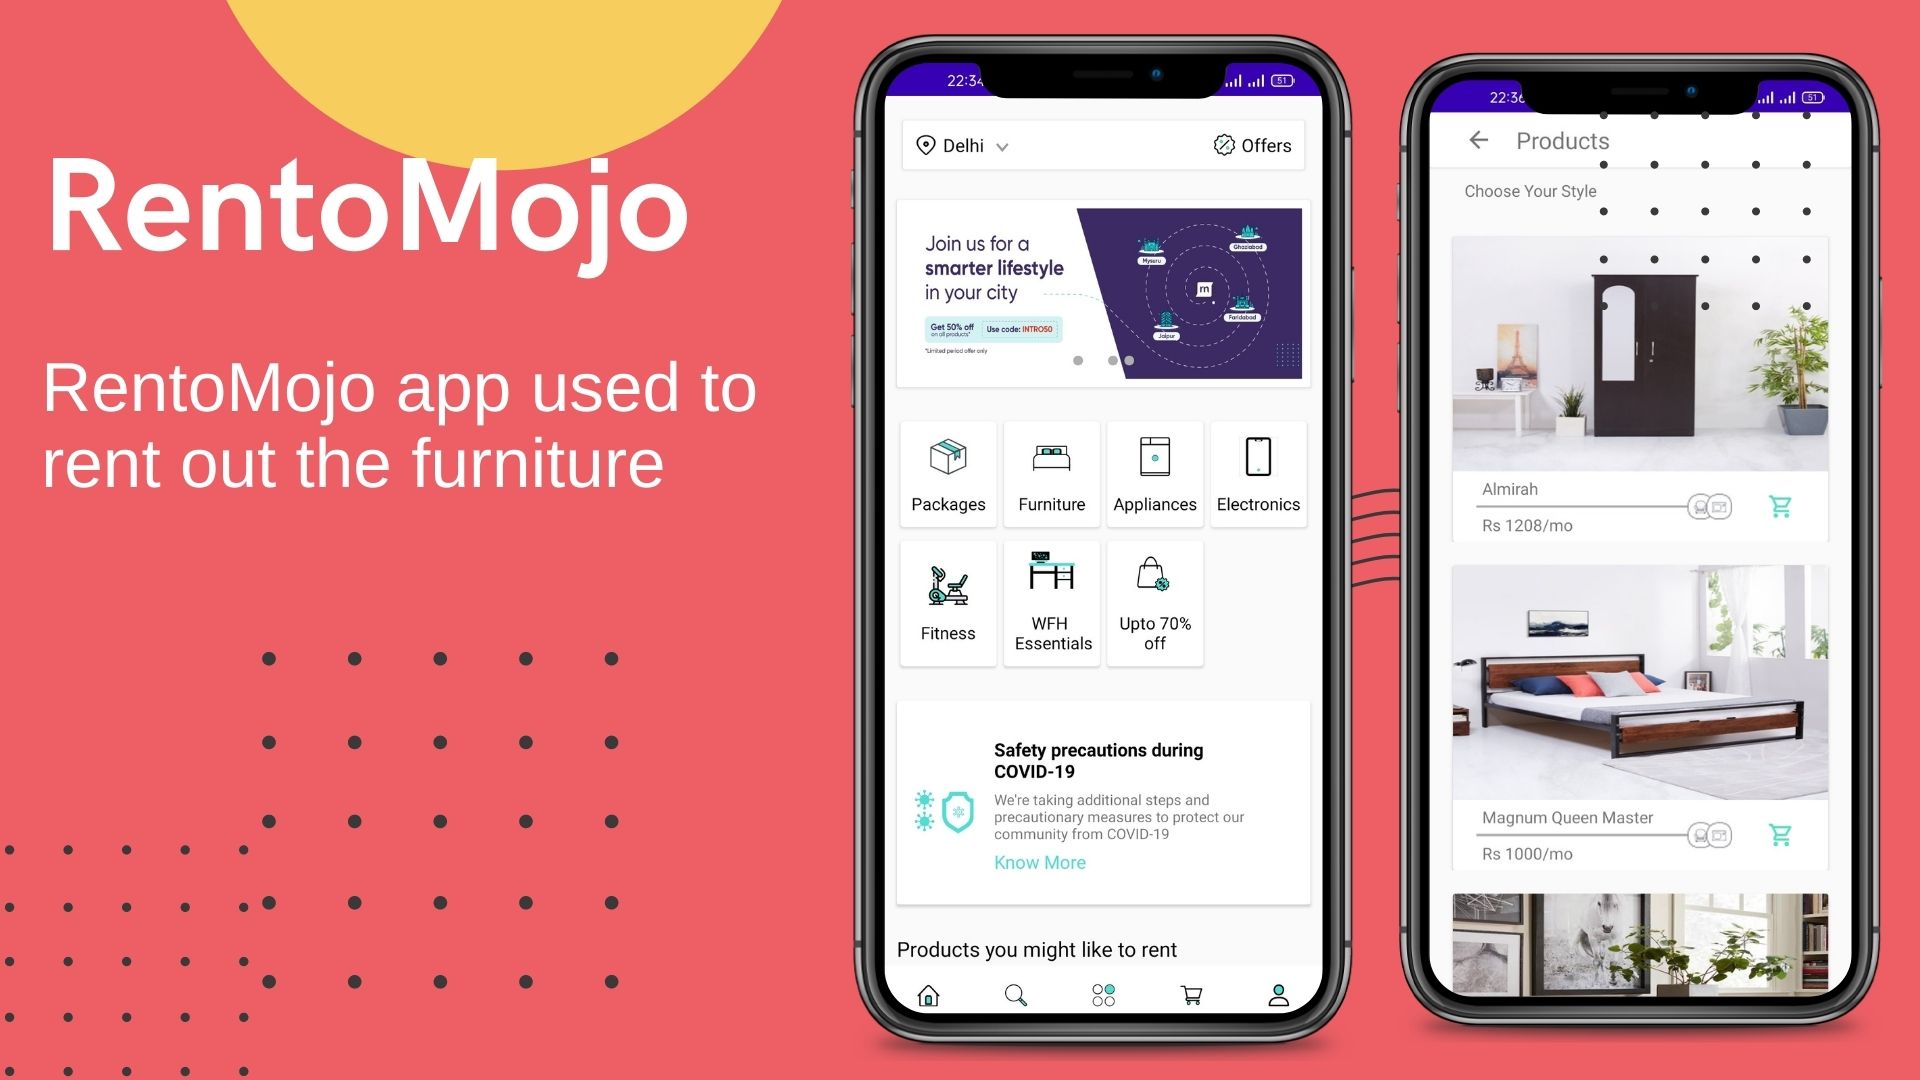 RentoMojo
RentoMojo app used to
rent out the furniture
22:34
51
Delhi
Offers
Join us for a
smarter lifestyle
in your city
Get 50% off
on all products*
Use code: INTRO50
*Limited period offer only
Mysuru
Ghaziabad
m
Faridabad
Jaipur
Packages
Furniture
Appliances
Electronics
Fitness
WFH
Essentials
Upto 70%
off
Safety precautions during
COVID-19
We're taking additional steps and
precautionary measures to protect our
community from COVID-19
Know More
Products you might like to rent
22:36
51
Products
Choose Your Style
Almirah
Rs 1208/mo
Magnum Queen Master
Rs 1000/mo